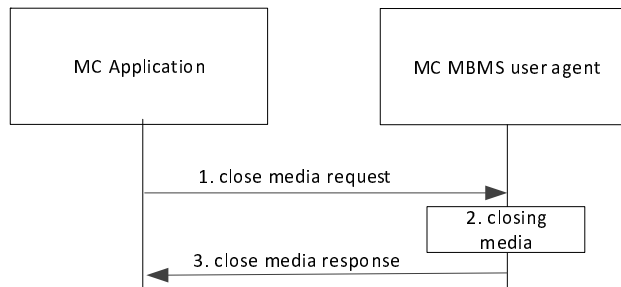 MC Application
MC MBMS user agent
1. close media request
2. closing
media
3. close media response